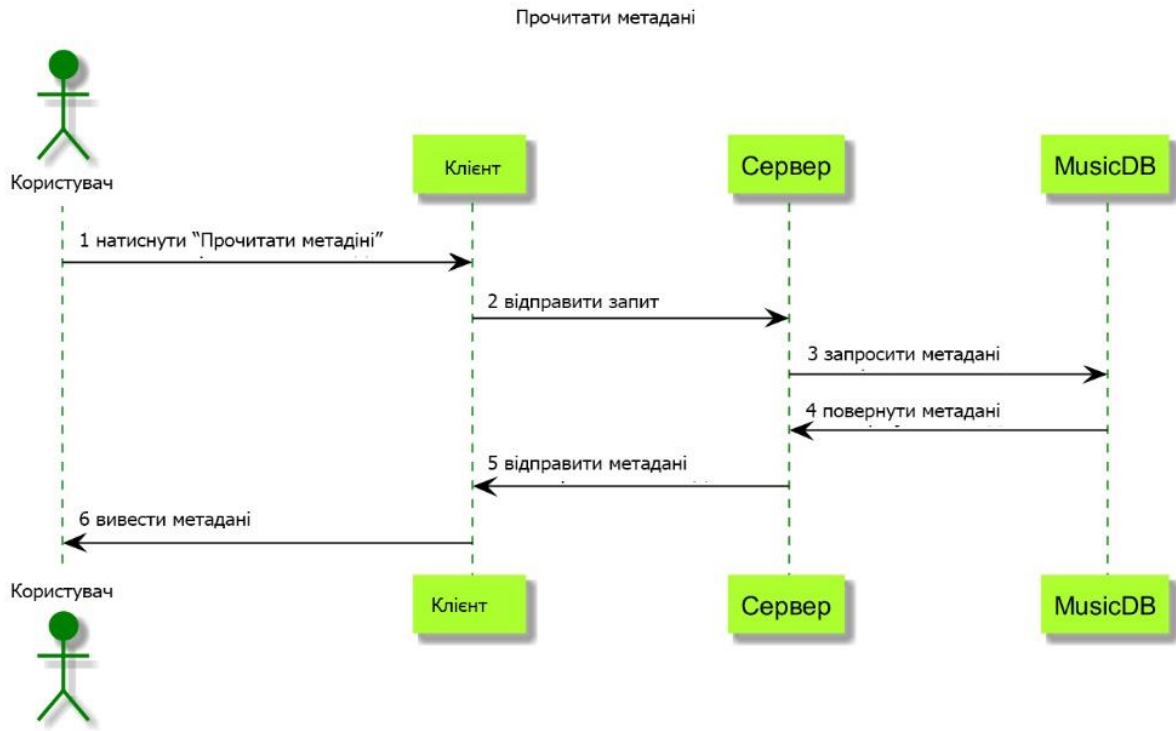 Прочитати метадані
Користувач
Клієнт
Сервер
MusicDB
1 натиснути “Прочитати метадіні”
2 відправити запит
3 запросити метадані
4 повернути метадані
5 відправити метадані
6 вивести метадані
Користувач
Клієнт
Сервер
MusicDB